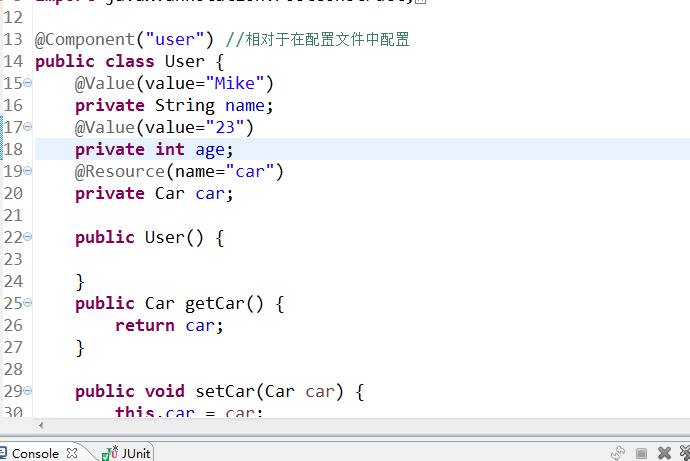 12
13 @Component("user") //相对于在配置文件中配置
14 public class User {
15 @Value(value="Mike")
16 private String name;
17 @Value(value="23")
18 private int age;
19 @Resource(name="car")
20 private Car car;
21
22 public User() {
23
24 }
25 public Car getCar() {
26 return car;
27 }
28
29 public void setCar(Car car) {
30 this.car = car;
Console JUnit